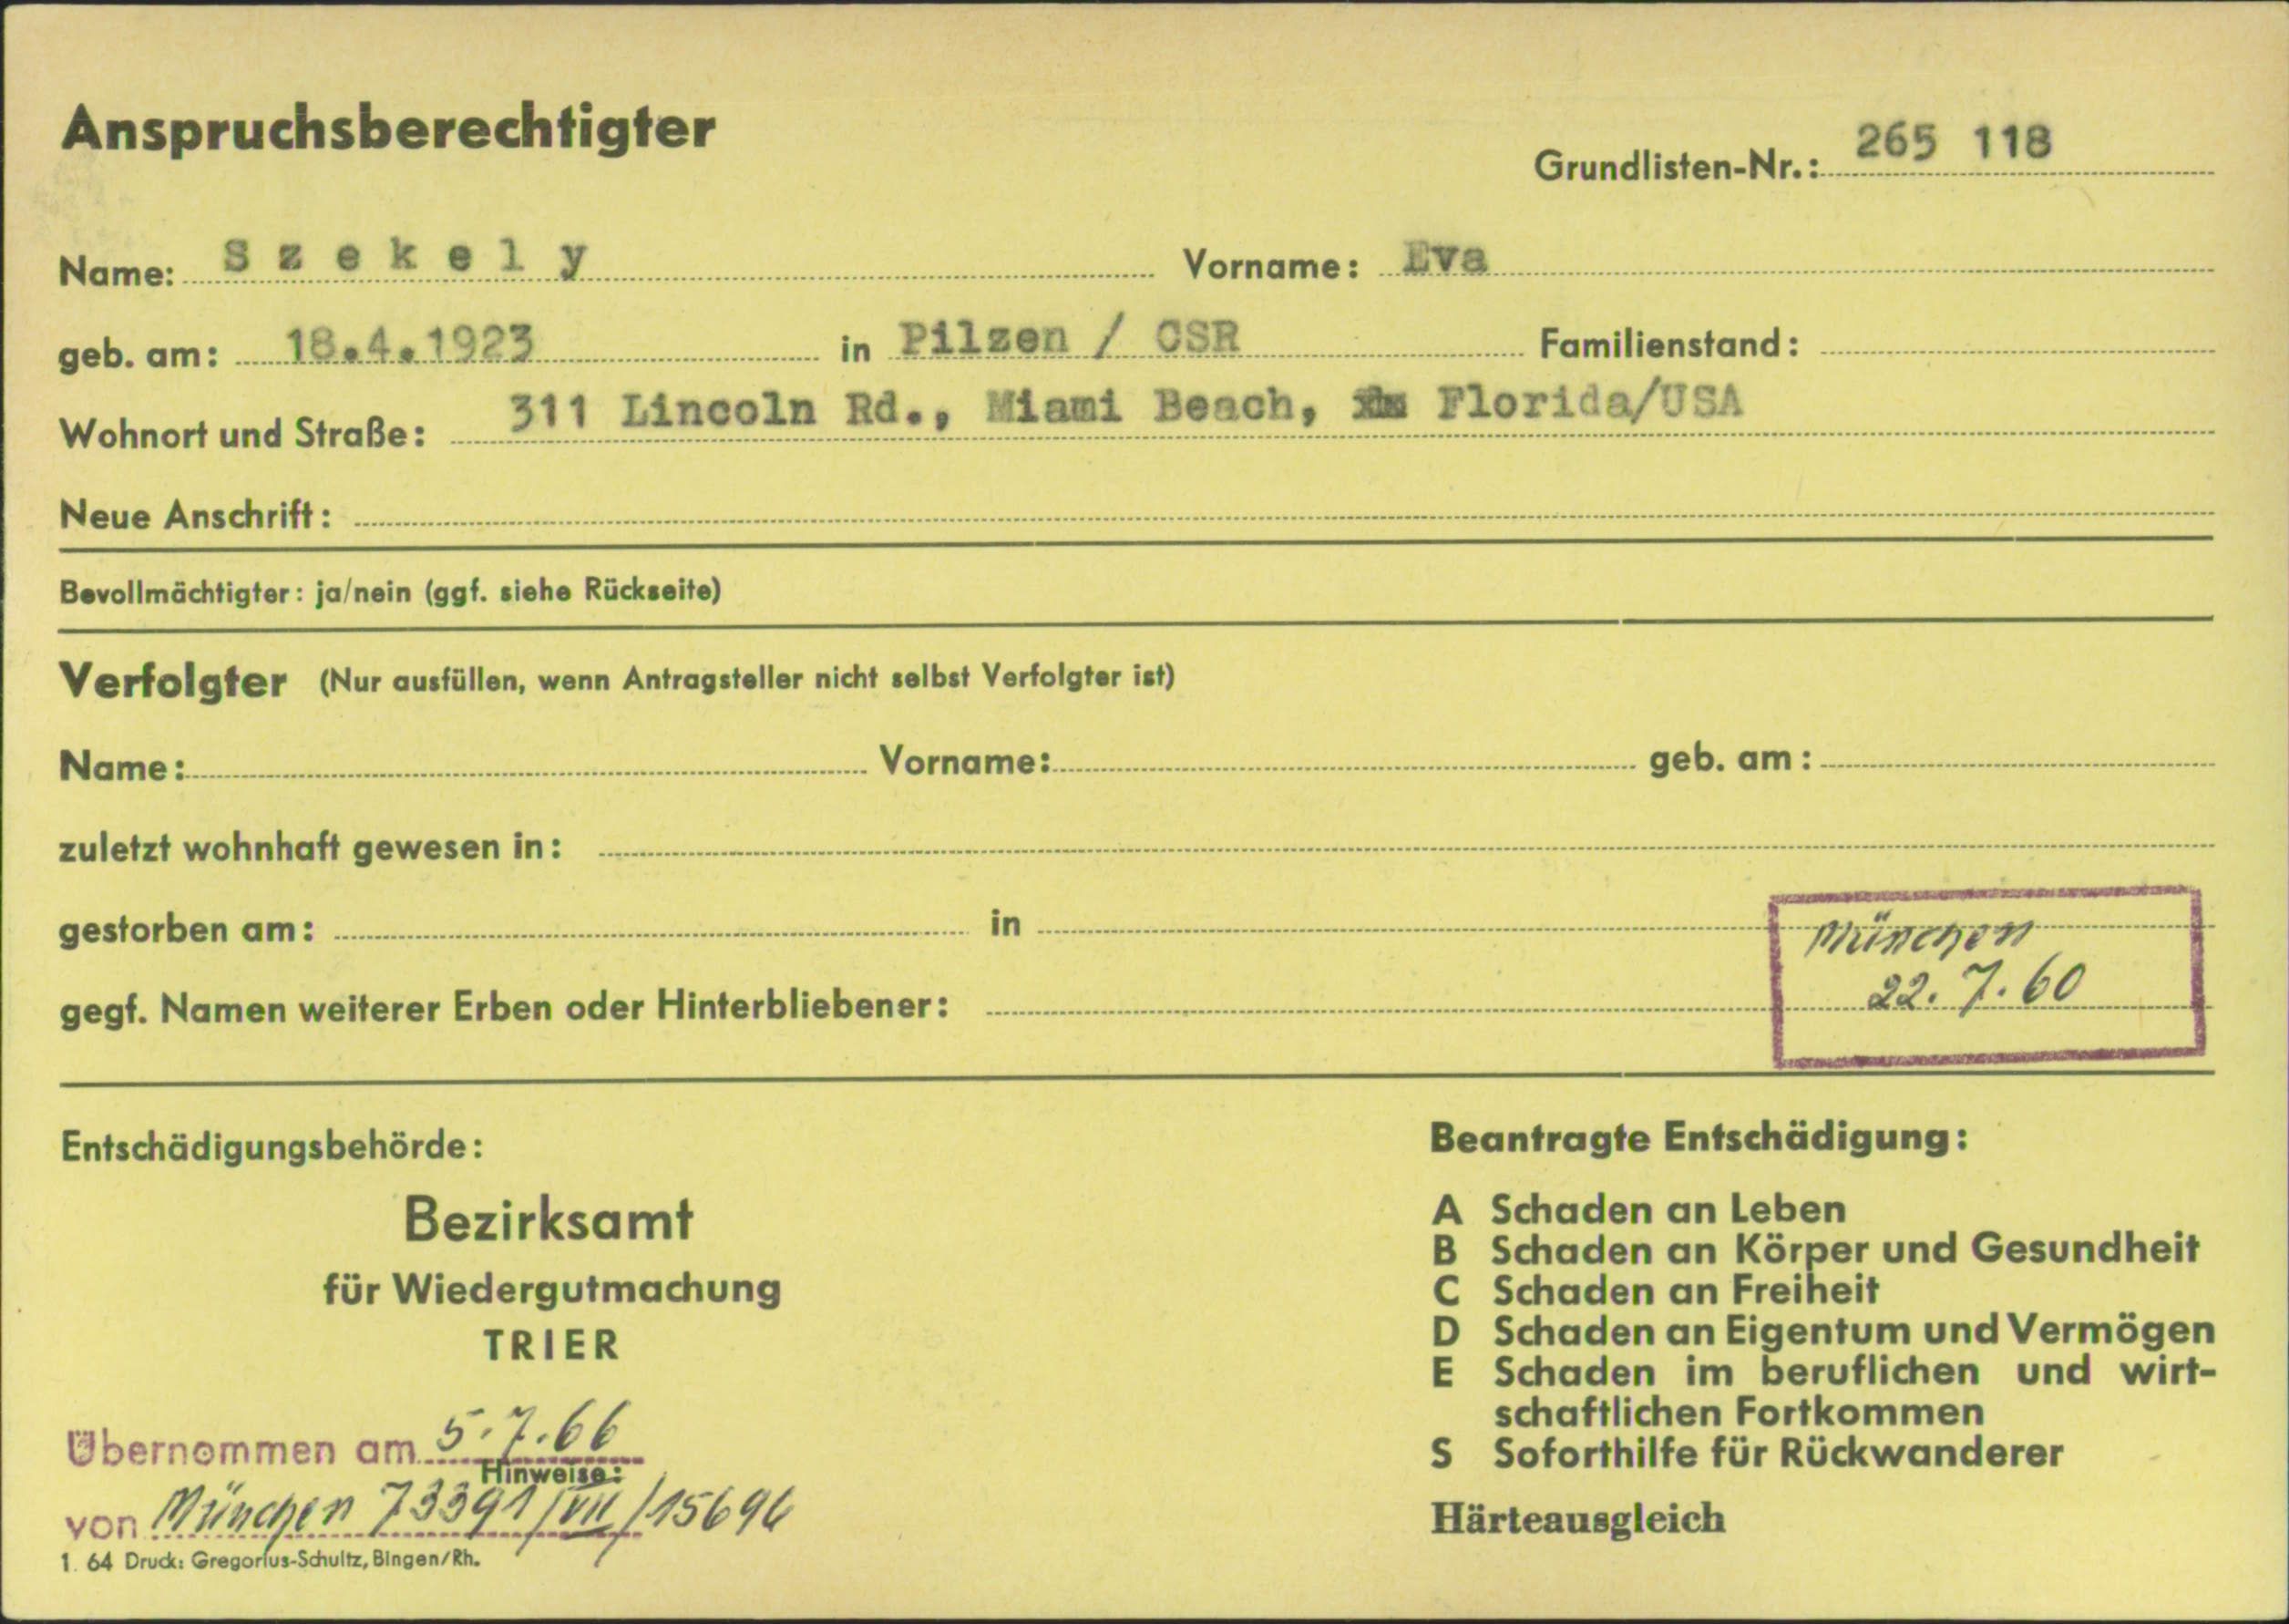 Anspruchsberechtigter
Grundlisten-Nr.: 265 118
Name: Szekely Vorname: Eva
geb. am: 18.4.1923 in Pilzen / CSR Familienstand:
Wohnort und Straße: 311 Lincoln Rd., Miami Beach, Florida/USA
Neue Anschrift:
Bevollmächtigter: ja/nein (ggf. siehe Rückseite)
Verfolgter (Nur ausfüllen, wenn Antragsteller nicht selbst Verfolgter ist)
Name: Vorname: geb. am:
zuletzt wohnhaft gewesen in:
gestorben am: in
München
22.7.60
gegf. Namen weiterer Erben oder Hinterbliebener:
Entschädigungsbehörde:
Bezirksamt
für Wiedergutmachung
TRIER
Übernommen am 5.7.66
Hinweise:
von München 73391/VII/15694
1. 64 Druck: Gregorius-Schultz, Bingen/Rh.
Beantragte Entschädigung:
A Schaden an Leben
B Schaden an Körper und Gesundheit
C Schaden an Freiheit
D Schaden an Eigentum und Vermögen
E Schaden im beruflichen und wirt-
schaftlichen Fortkommen
S Soforthilfe für Rückwanderer
Härteausgleich